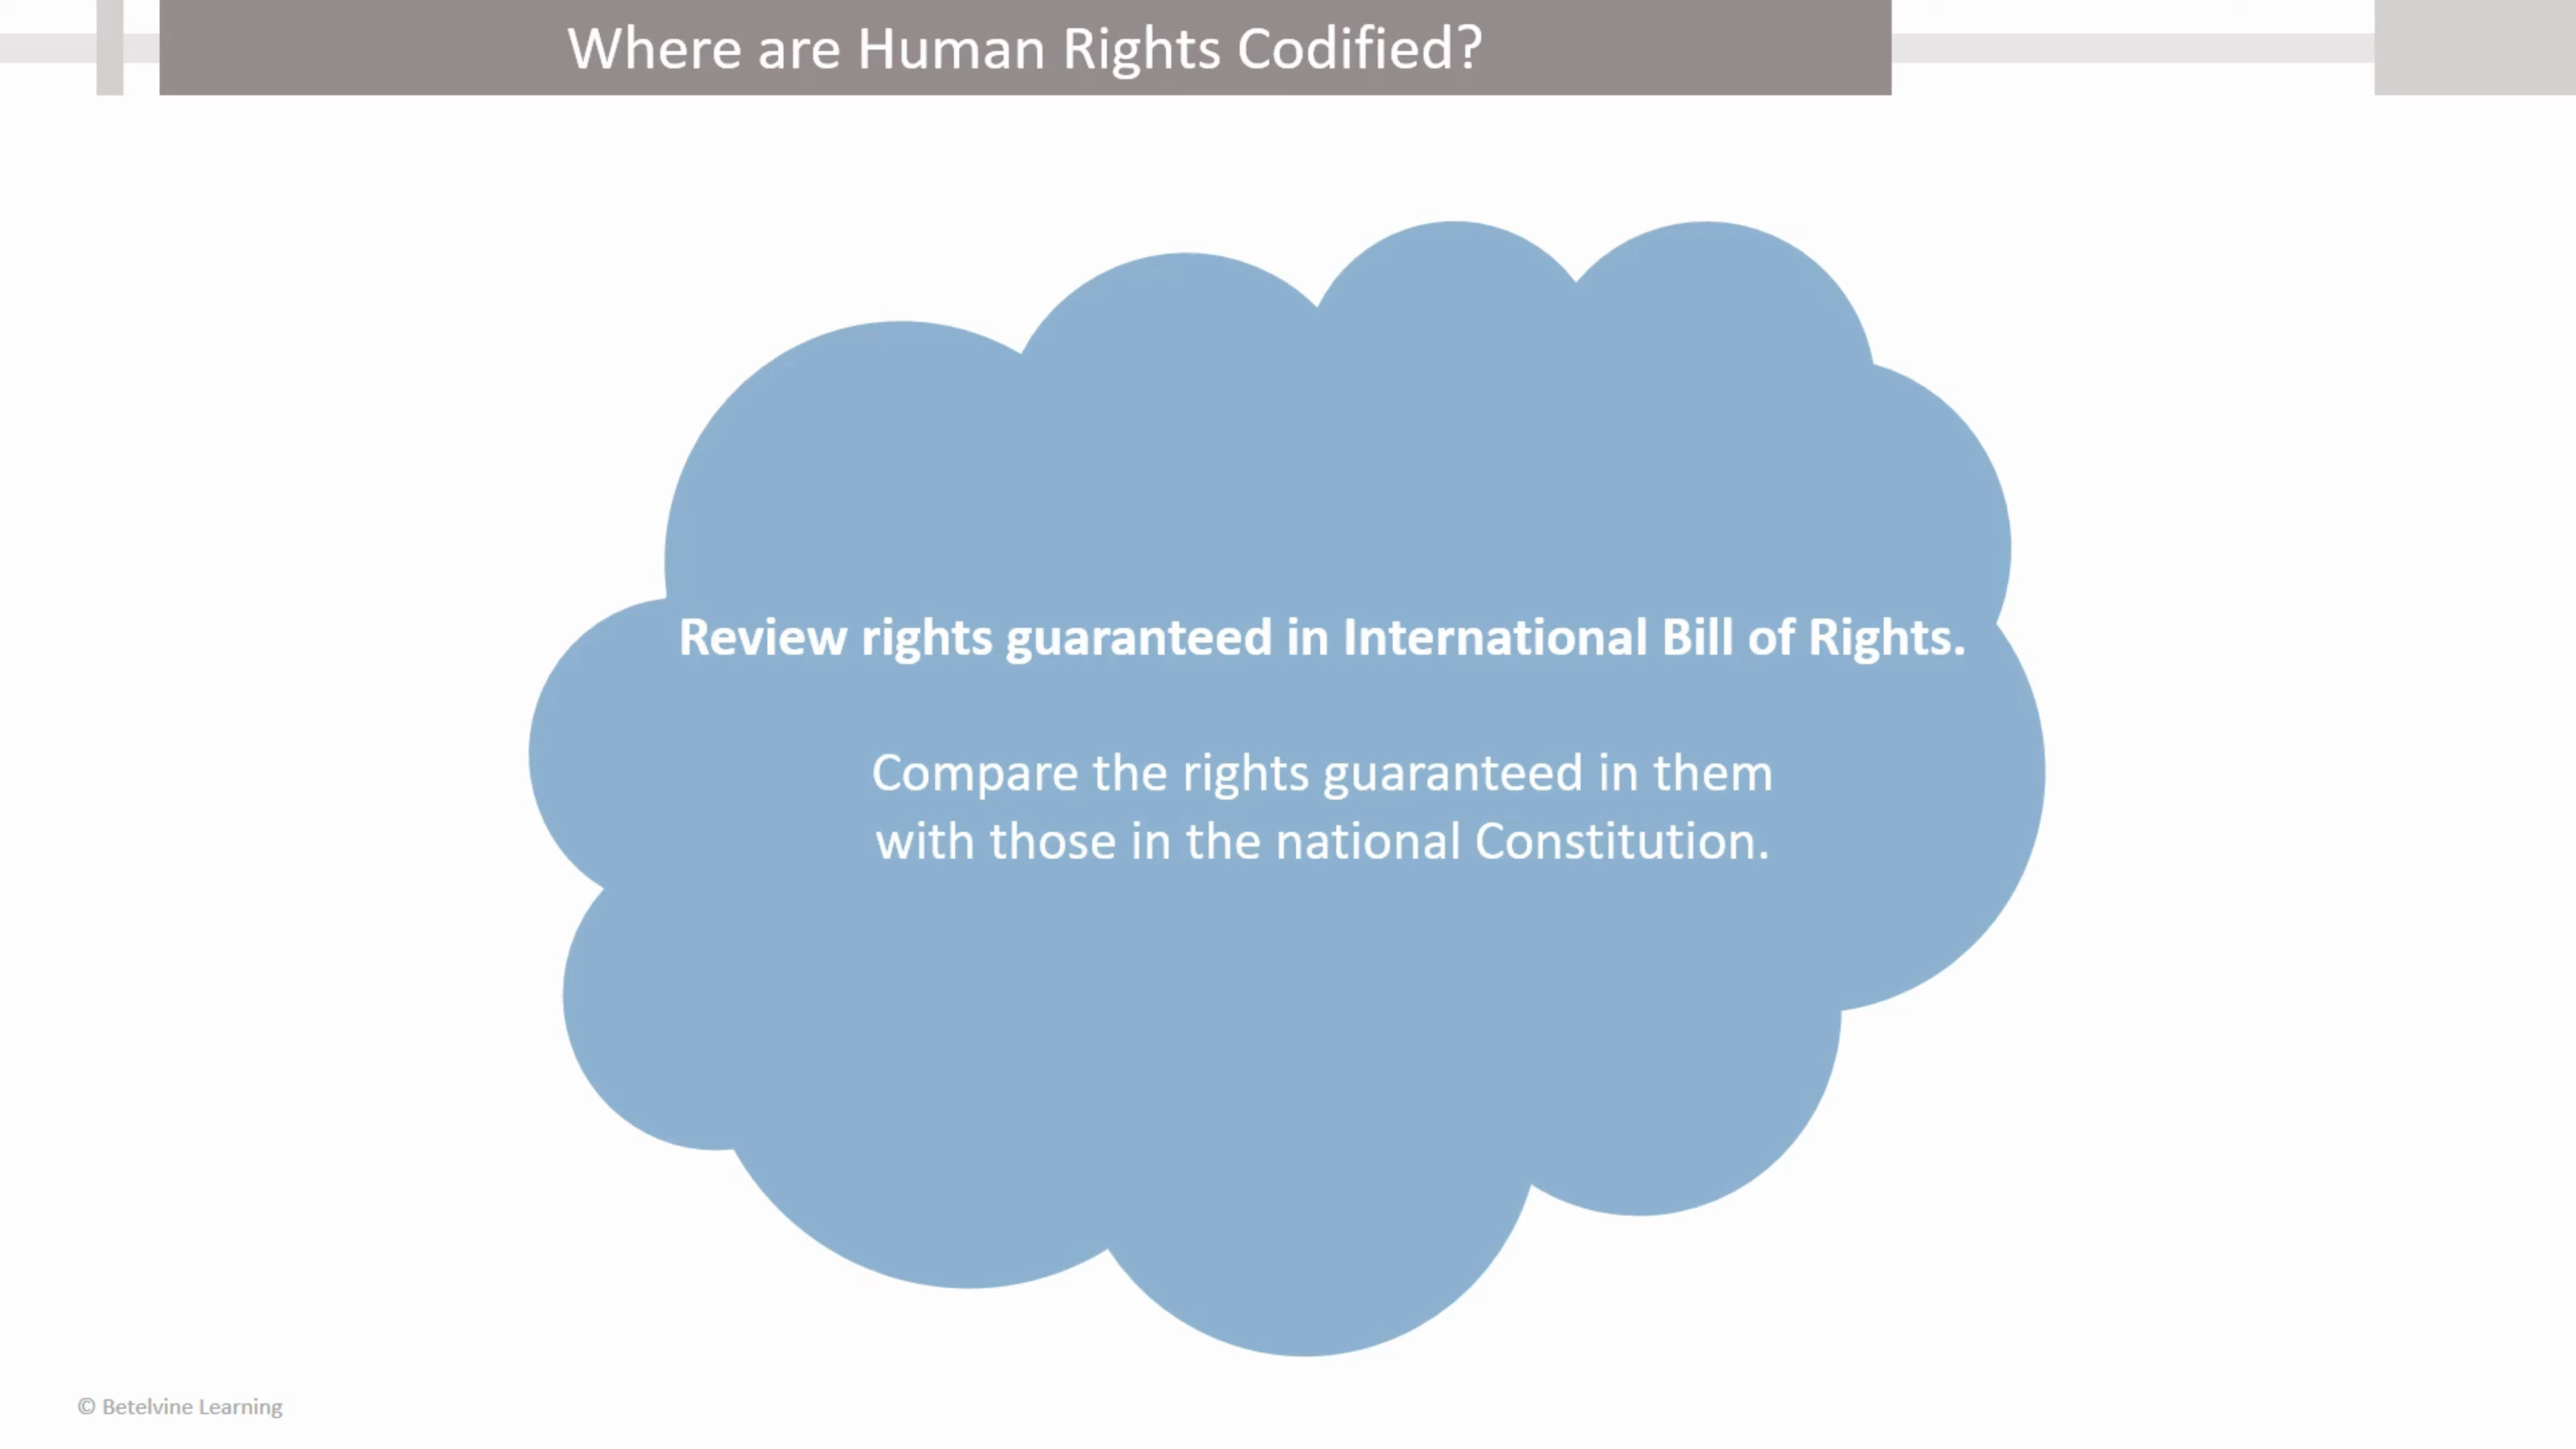 Where are Human Rights Codified?
Review rights guaranteed in International Bill of Rights.
Compare the rights guaranteed in them
with those in the national Constitution.
© Betelvine Learning